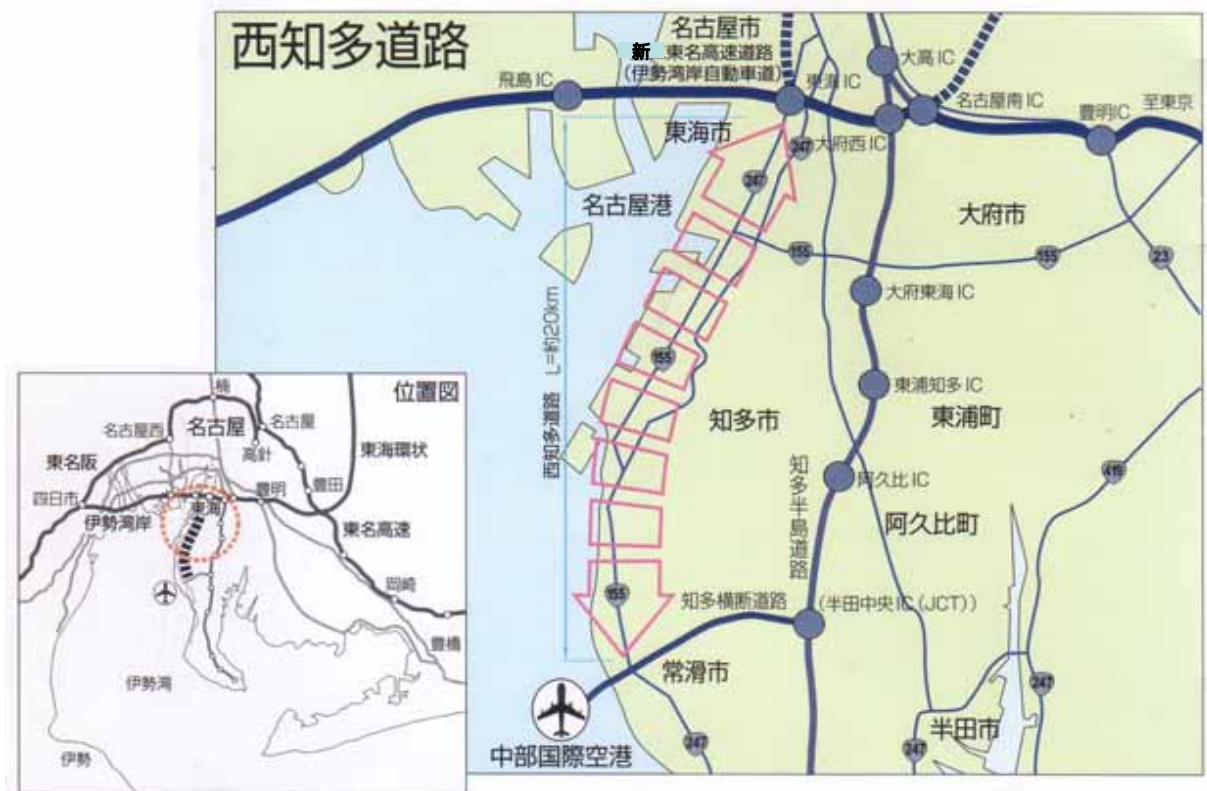 西知多道路
名古屋市
新 東名高速道路
(伊勢湾岸自動車道)
飛島IC
東海IC
大高IC
名古屋南IC
豊明IC
至東京
東海市
247
大府西IC
247
名古屋港
大府市
155
155
23
大府東海IC
西知多道路 L=約20km
155
東浦知多IC
知多市
東浦町
知多半島道路
阿久比IC
419
阿久比町
155
知多横断道路
(半田中央IC(JCT))
常滑市
247
247
半田市
247
中部国際空港
位置図
楠
名古屋西
名古屋
名古屋
高針
東名阪
東海環状
四日市
豊明
豊田
伊勢湾岸
東海
東名高速
岡崎
豊橋
伊勢湾
伊勢